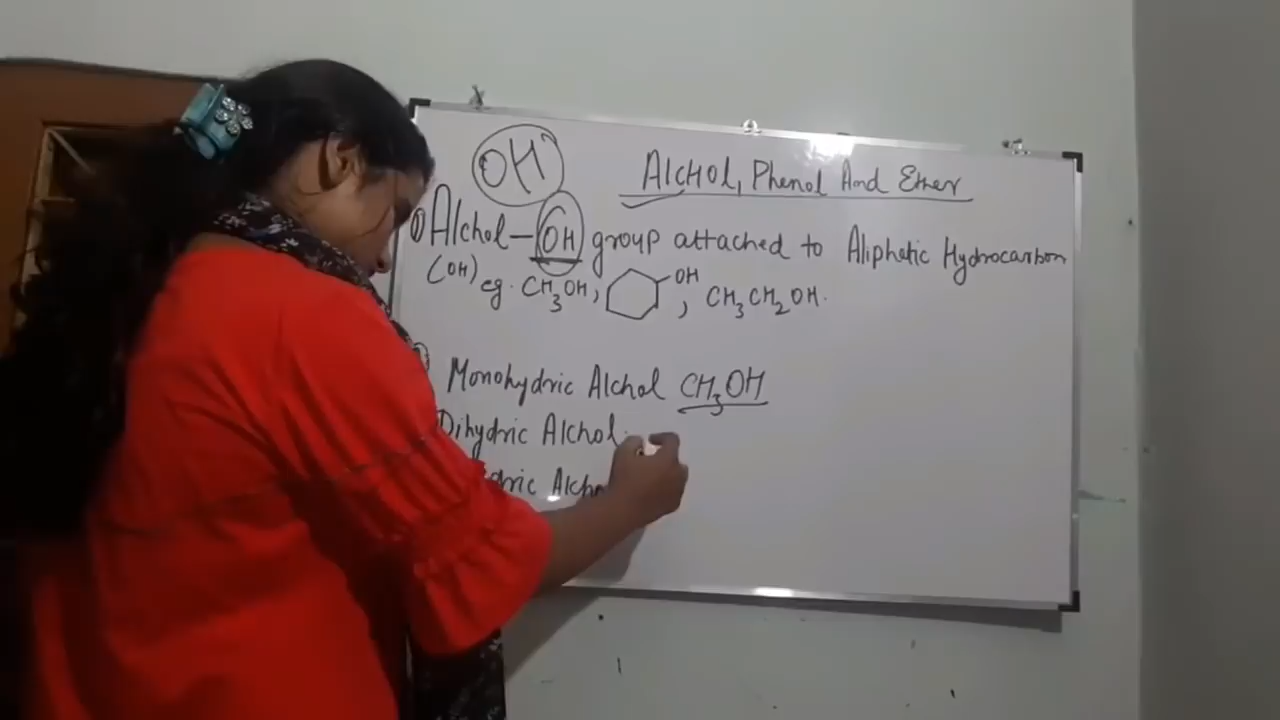 OH
Alchol, Phenol And Ether
1) Alchol - OH group attached to Aliphatic Hydrocarbon
(OH) eg. CH₃OH, OH, CH₃CH₂OH.
Monohydric Alchol CH₃OH
Dihydric Alchol